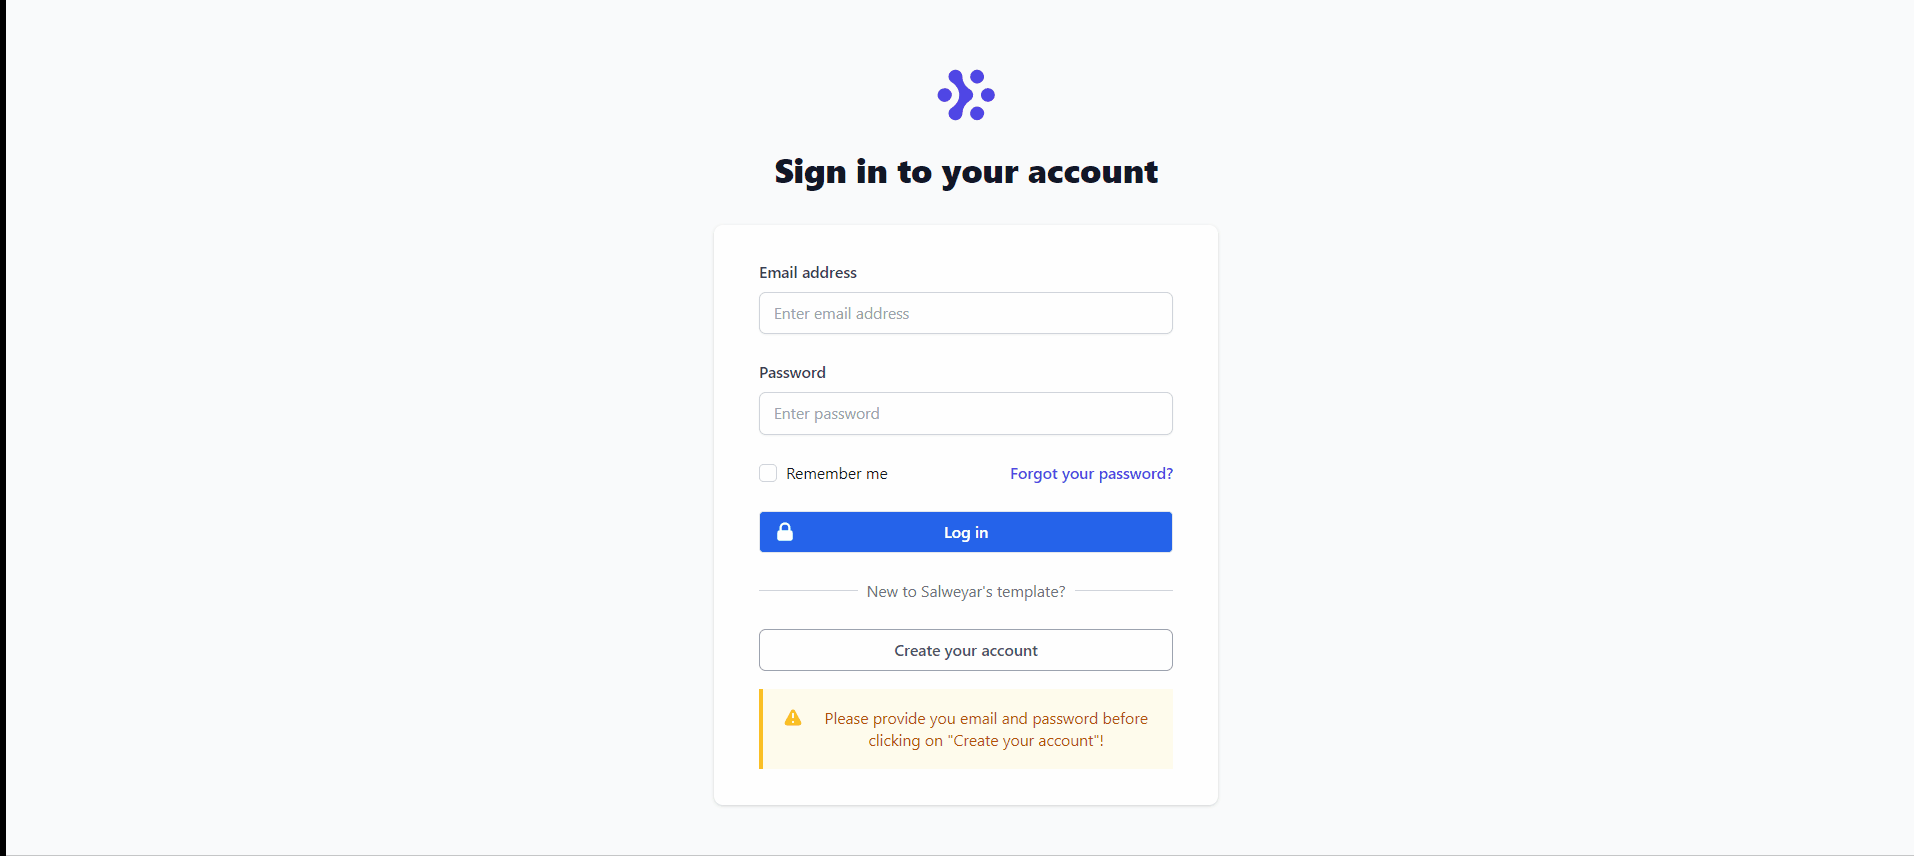 Sign in to your account
Email address
Enter email address
Password
Enter password
Remember me
Forgot your password?
Log in
New to Salweyar's template?
Create your account
Please provide you email and password before
clicking on "Create your account"!